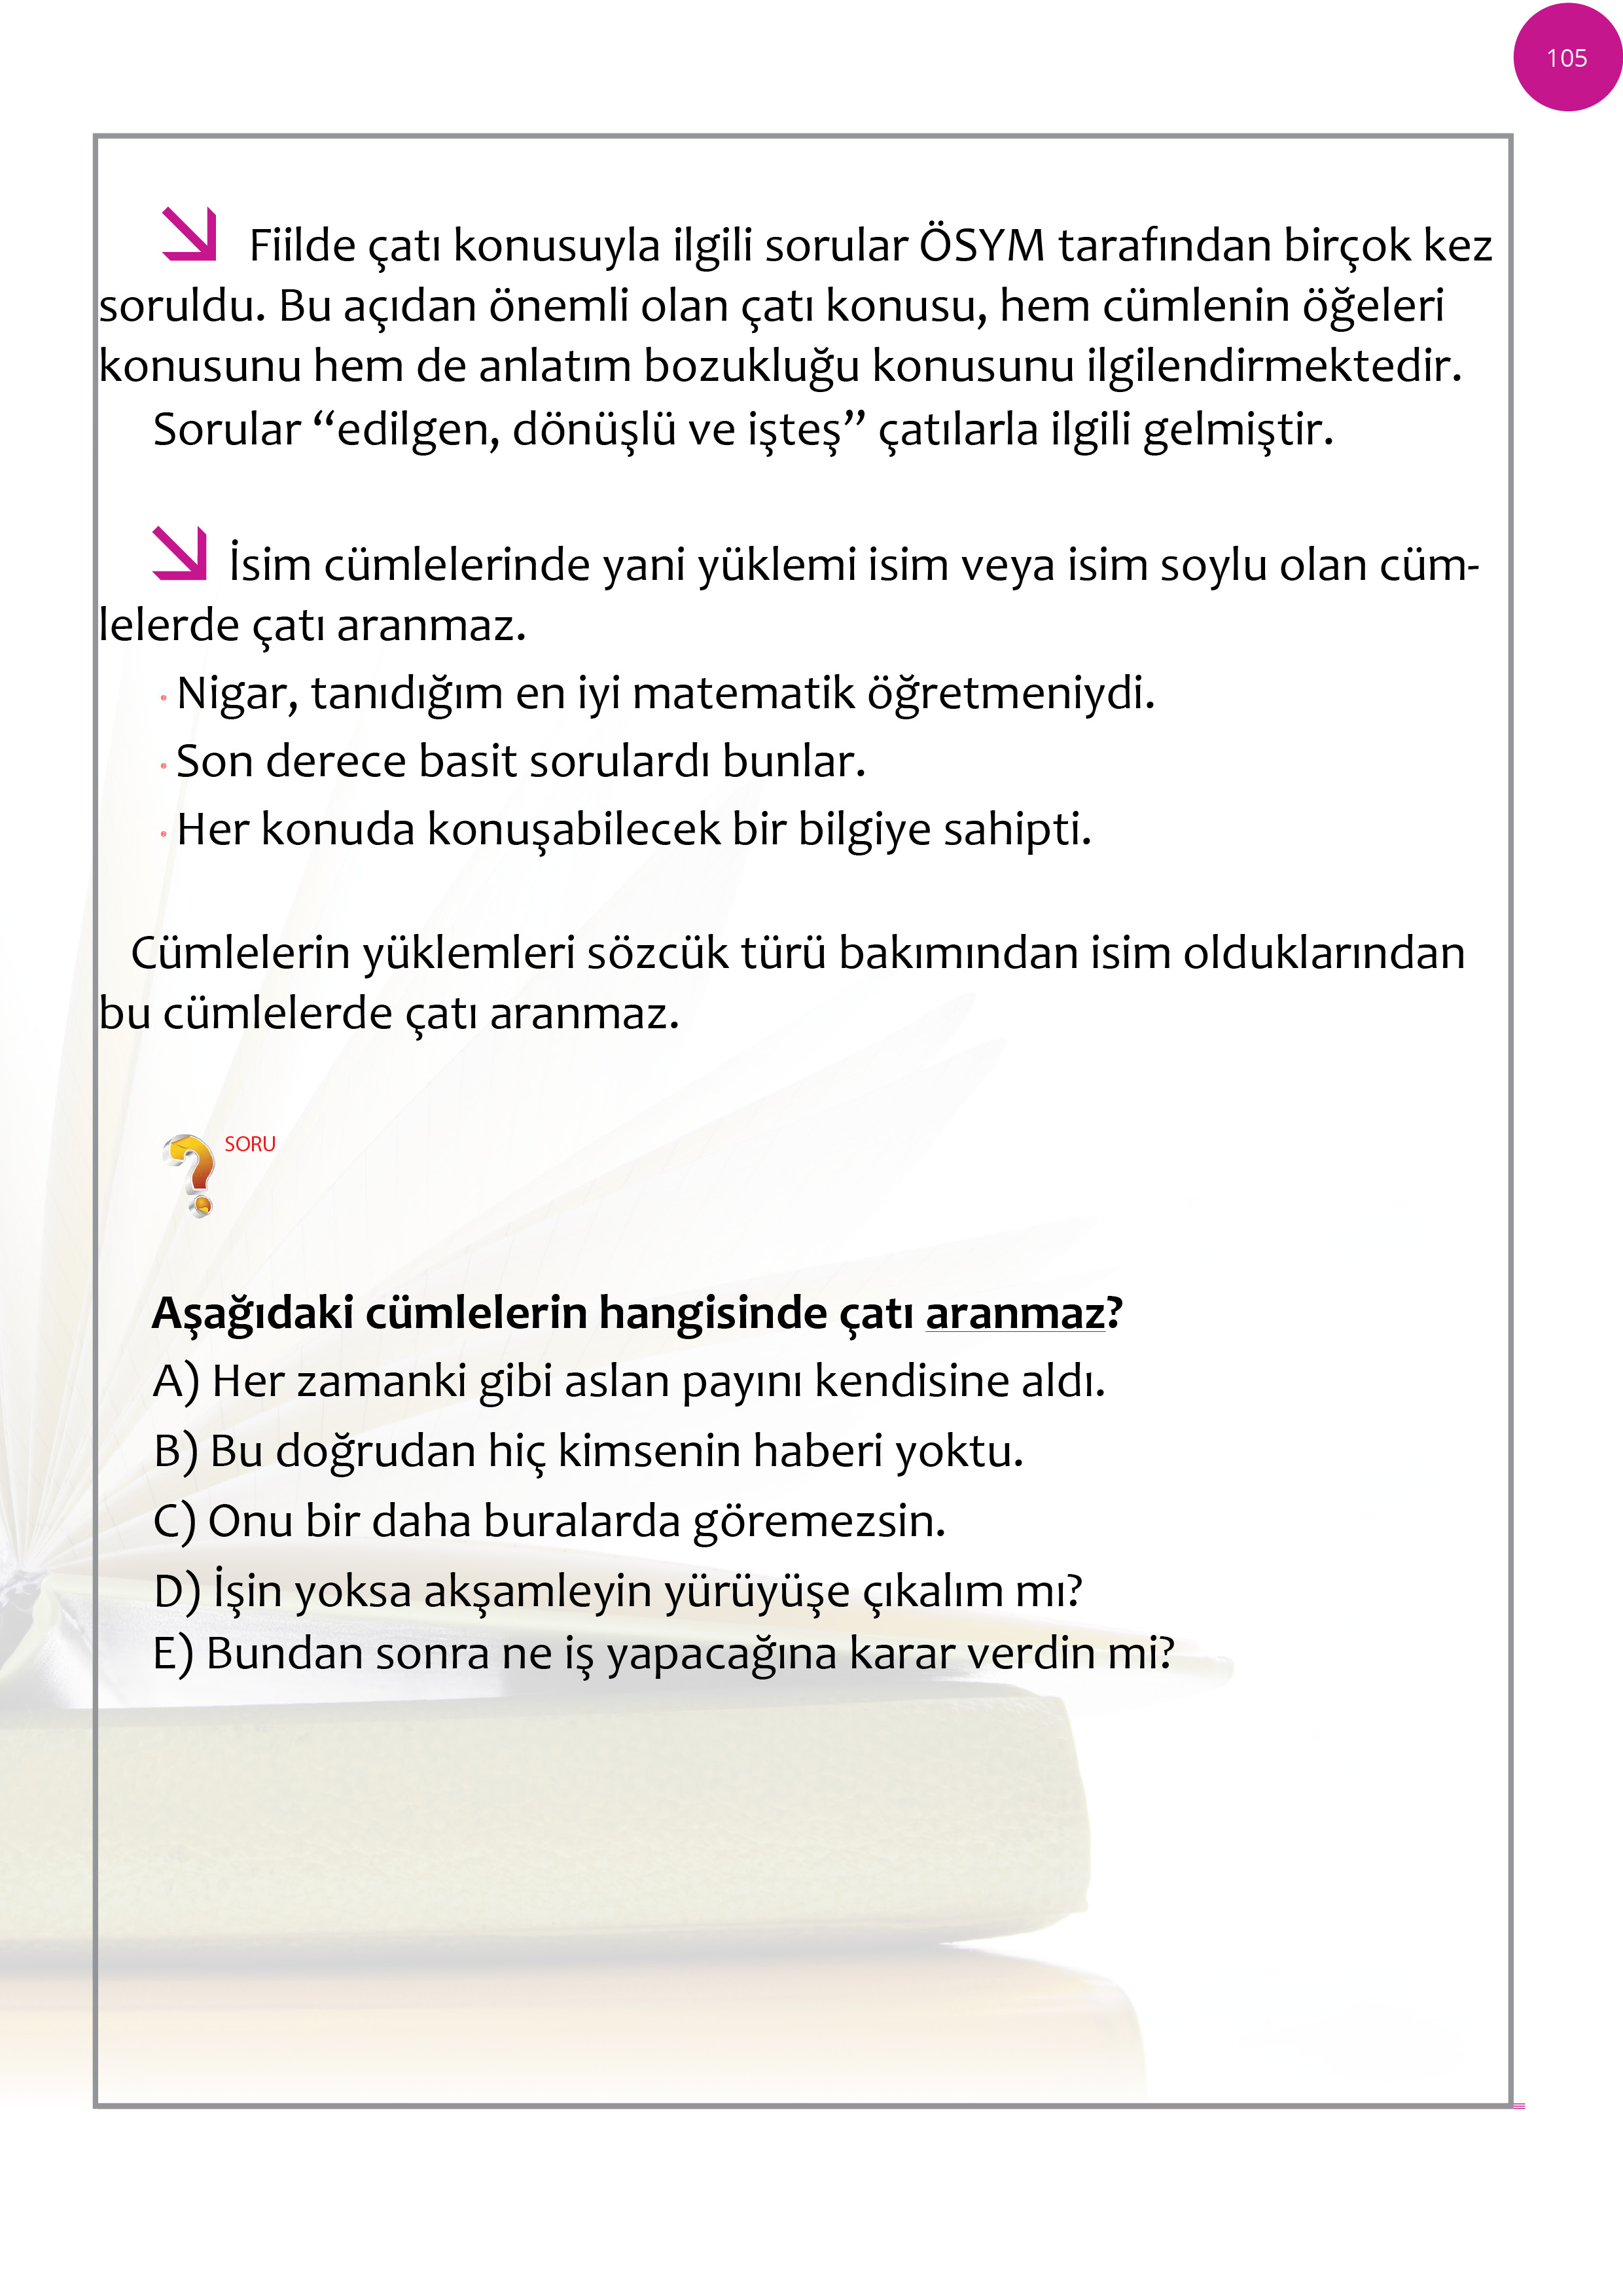 105
Fiilde çatı konusuyla ilgili sorular ÖSYM tarafından birçok kez
soruldu. Bu açıdan önemli olan çatı konusu, hem cümlenin öğeleri
konusunu hem de anlatım bozukluğu konusunu ilgilendirmektedir.
Sorular “edilgen, dönüşlü ve işteş” çatılarla ilgili gelmiştir.
İsim cümlelerinde yani yüklemi isim veya isim soylu olan cüm-
lelerde çatı aranmaz.
• Nigar, tanıdığım en iyi matematik öğretmeniydi.
• Son derece basit sorulardı bunlar.
• Her konuda konuşabilecek bir bilgiye sahipti.
Cümlelerin yüklemleri sözcük türü bakımından isim olduklarından
bu cümlelerde çatı aranmaz.
SORU
Aşağıdaki cümlelerin hangisinde çatı aranmaz?
A) Her zamanki gibi aslan payını kendisine aldı.
B) Bu doğrudan hiç kimsenin haberi yoktu.
C) Onu bir daha buralarda göremezsin.
D) İşin yoksa akşamleyin yürüyüşe çıkalım mı?
E) Bundan sonra ne iş yapacağına karar verdin mi?